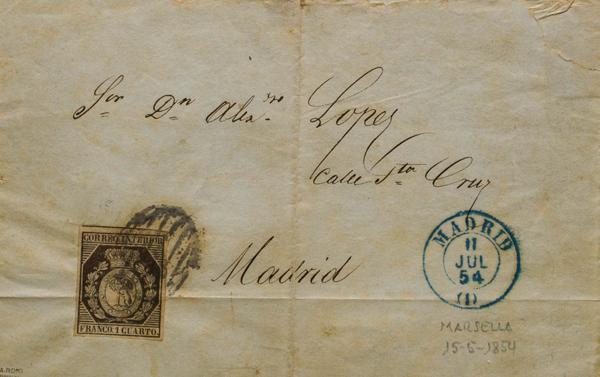 Sor Dn Alexro Lopez
Calle Sta Cruz
Madrid
CORREO INTERIOR
FRANCO. 1 CUARTO.
MADRID
11
JUL
54
(1)
MARSELLA
15-5-1854